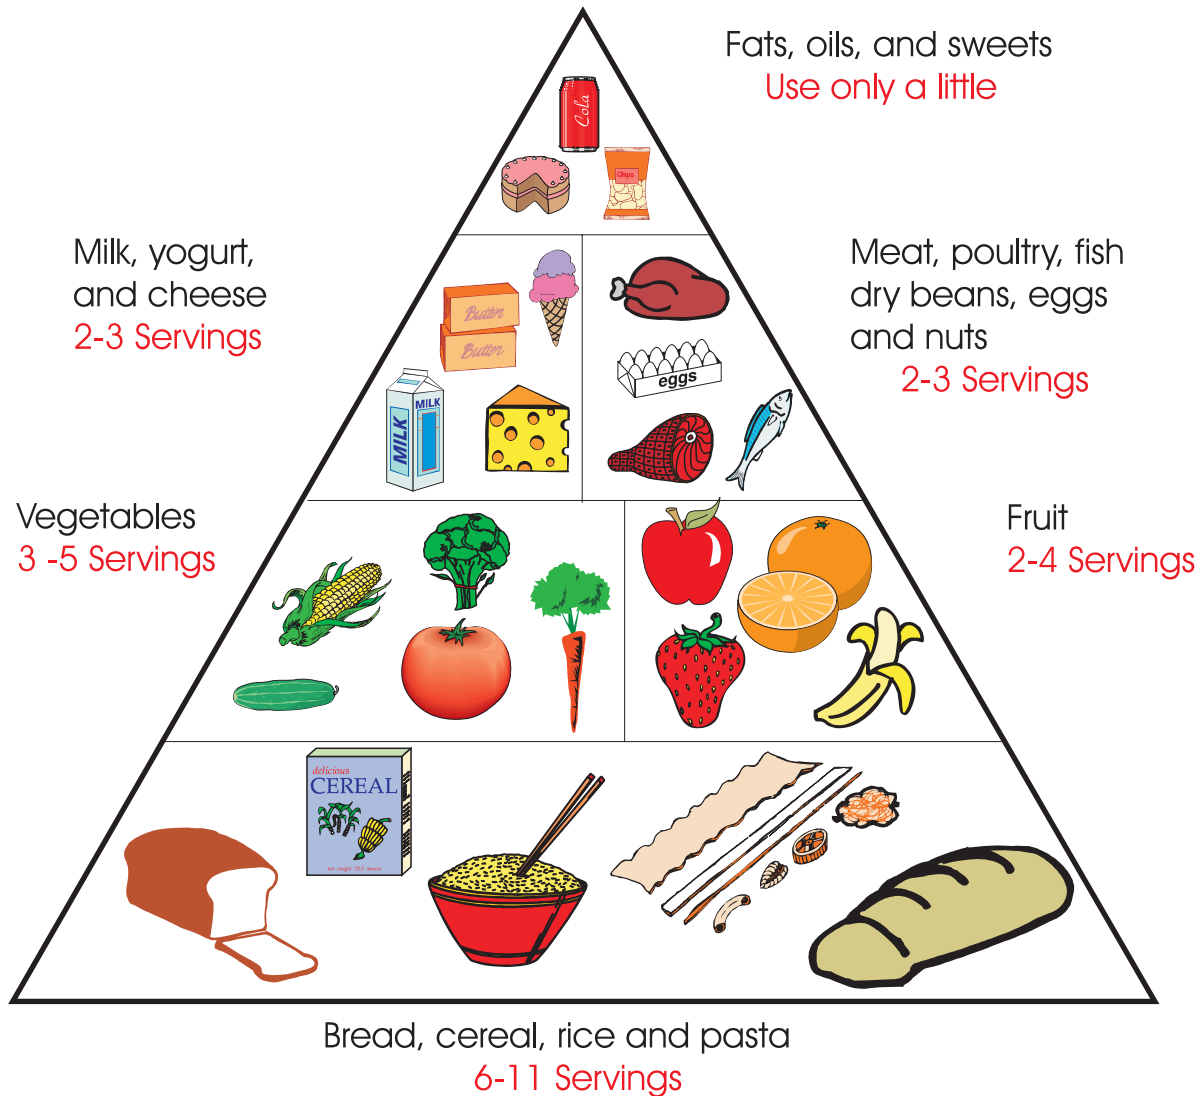 Fats, oils, and sweets
Use only a little
Cola
Chips
Milk, yogurt,
and cheese
2-3 Servings
Meat, poultry, fish
dry beans, eggs
and nuts
2-3 Servings
Butter
Butter
eggs
MILK
MILK
Vegetables
3 -5 Servings
Fruit
2-4 Servings
delicious
CEREAL
Bread, cereal, rice and pasta
6-11 Servings